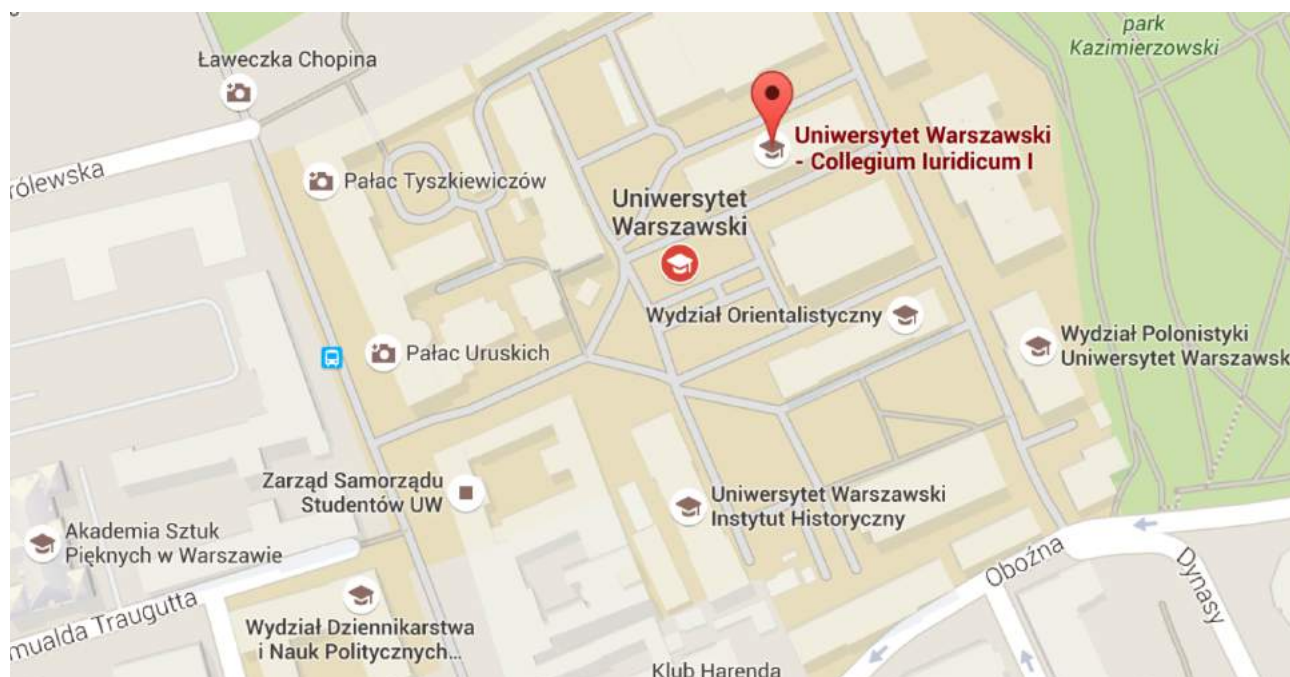 park
Kazimierzowski
Ławeczka Chopina
Uniwersytet Warszawski
- Collegium Iuridicum I
rólewska
Pałac Tyszkiewiczów
Uniwersytet
Warszawski
Wydział Orientalistyczny
Wydział Polonistyki
Uniwersytet Warszawsk
Pałac Uruskich
Zarząd Samorządu
Studentów UW
Uniwersytet Warszawski
Instytut Historyczny
Akademia Sztuk
Pięknych w Warszawie
Oboźna
Dynasy
mualda Traugutta
Wydział Dziennikarstwa
i Nauk Politycznych...
Klub Harenda